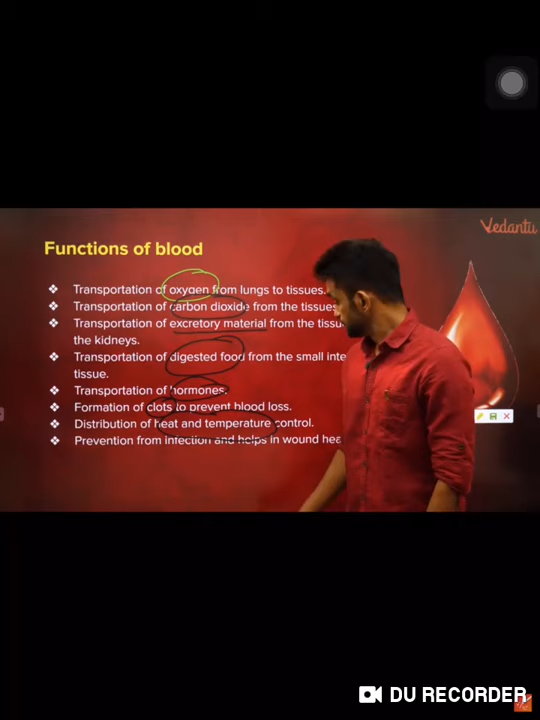 Vedantu
Functions of blood
❖ Transportation of oxygen from lungs to tissues.
❖ Transportation of carbon dioxide from the tissues
❖ Transportation of excretory material from the
the kidneys.
❖ Transportation of digested food from the small
tissue.
❖ Transportation of hormones.
❖ Formation of clots to prevent blood loss.
❖ Distribution of heat and temperature control.
❖ Prevention from infection and helps in wound
DU RECORDER